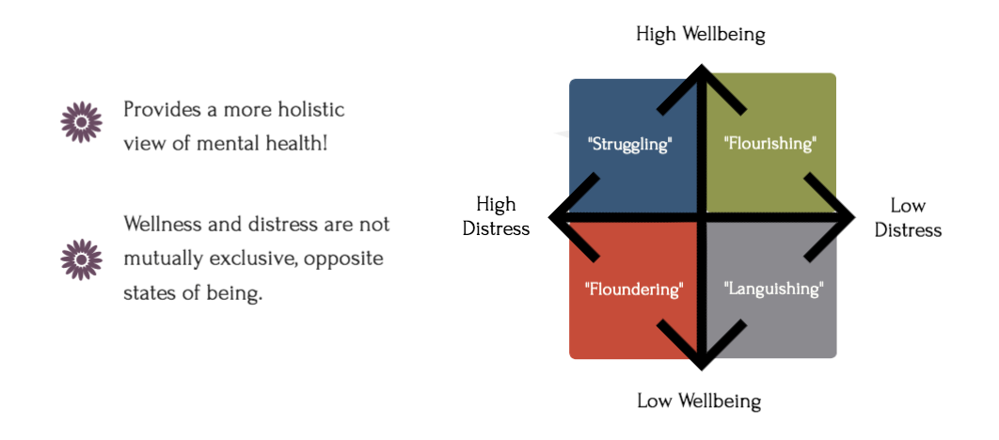 Provides a more holistic
view of mental health!
Wellness and distress are not
mutually exclusive, opposite
states of being.
High Wellbeing
"Struggling"
"Flourishing"
High
Distress
Low
Distress
"Floundering"
"Languishing"
Low Wellbeing